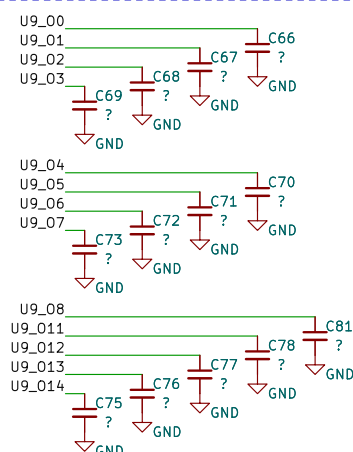 U9_O0
C66
U9_O1
?
C67
U9_O2
?
C68
GND
U9_O3
?
C69
GND
?
GND
GND
U9_O4
C70
U9_O5
?
C71
U9_O6
?
C72
GND
U9_O7
?
C73
GND
?
GND
GND
U9_O8
C81
U9_O11
?
C78
U9_O12
?
C77
GND
U9_O13
?
C76
GND
U9_O14
?
C75
GND
?
GND
GND